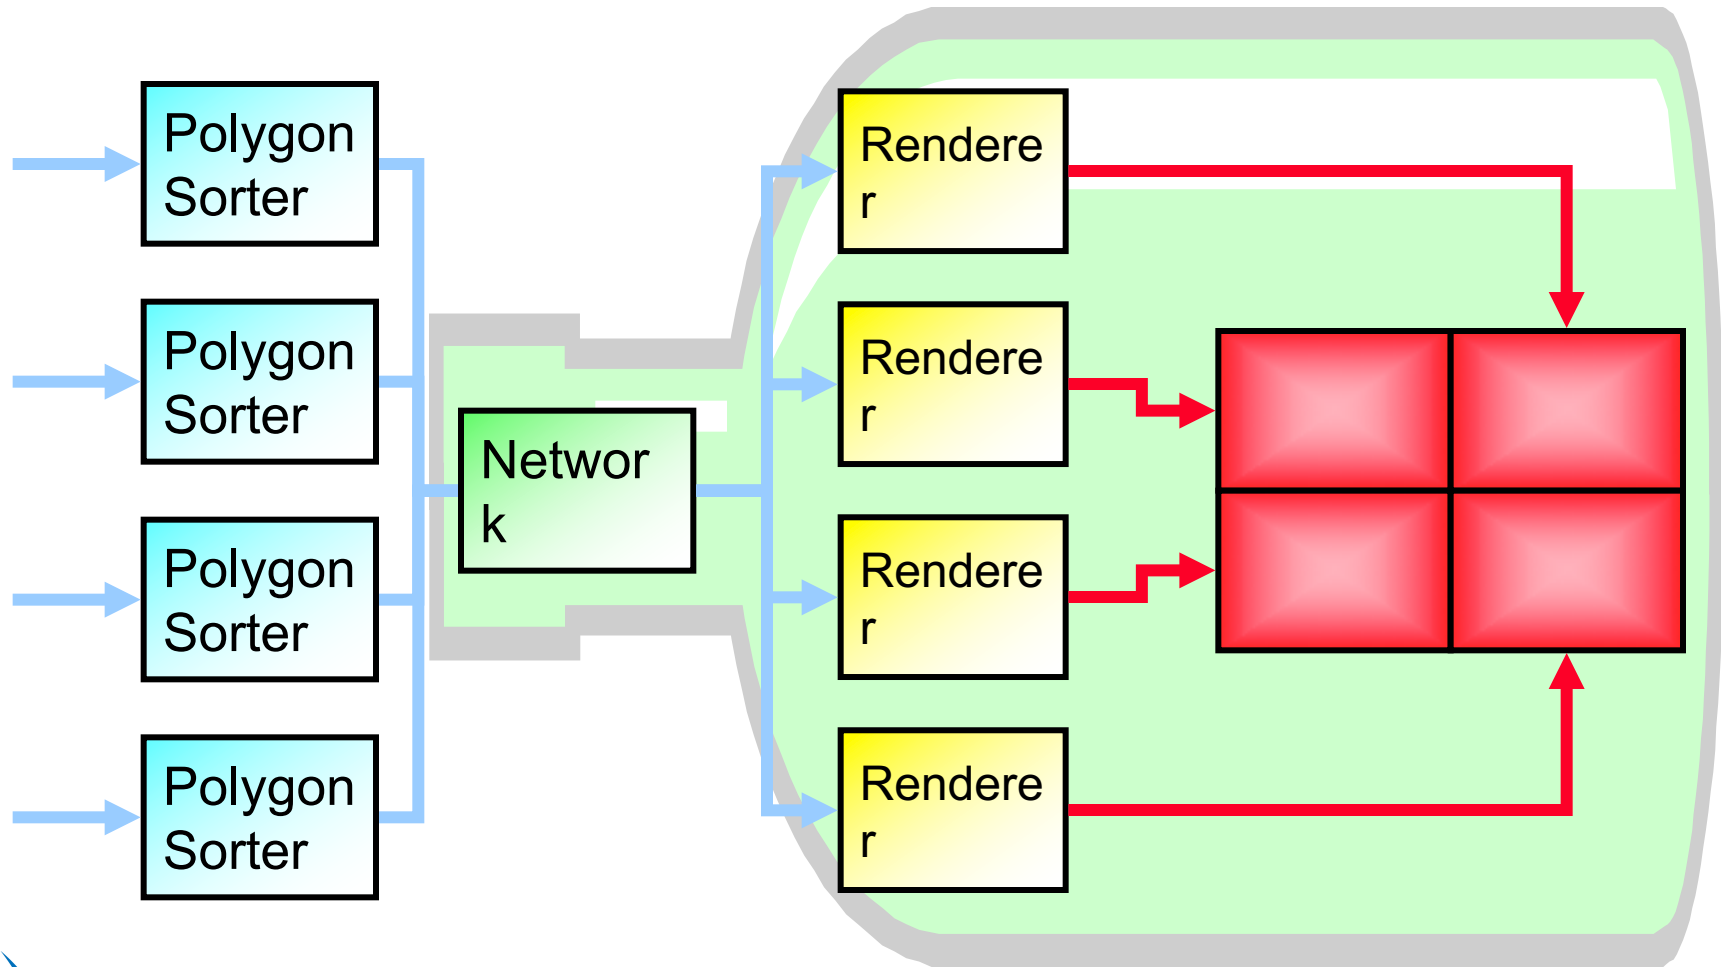 Polygon
Sorter
Polygon
Sorter
Polygon
Sorter
Polygon
Sorter
Networ
k
Rendere
r
Rendere
r
Rendere
r
Rendere
r